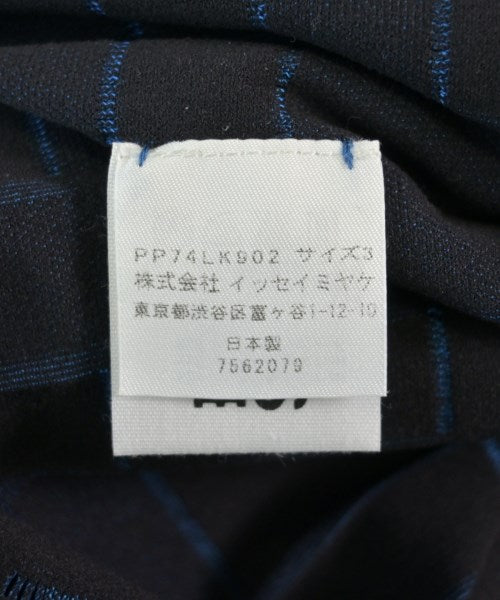 PP74LK902 サイズ3
株式会社 イッセイミヤケ
東京都渋谷区富ヶ谷1-12-10
日本製
7562079